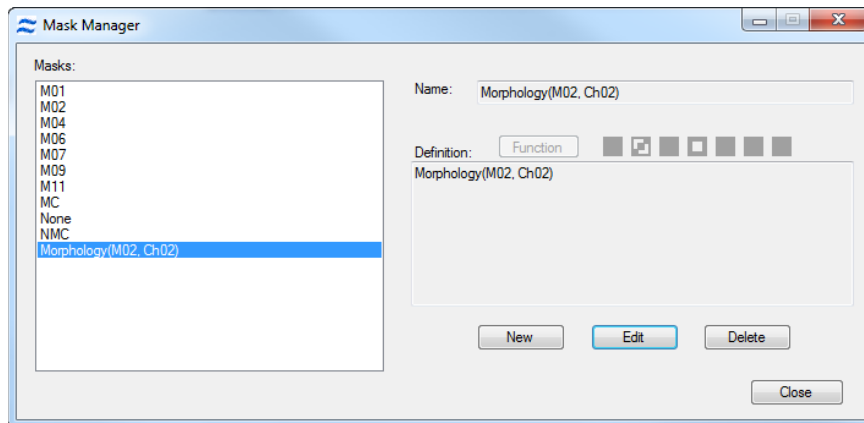 Mask Manager
Masks:
M01
M02
M04
M06
M07
M09
M11
MC
None
NMC
Morphology(M02, Ch02)
Name:
Morphology(M02, Ch02)
Definition:
Function
Morphology(M02, Ch02)
New
Edit
Delete
Close